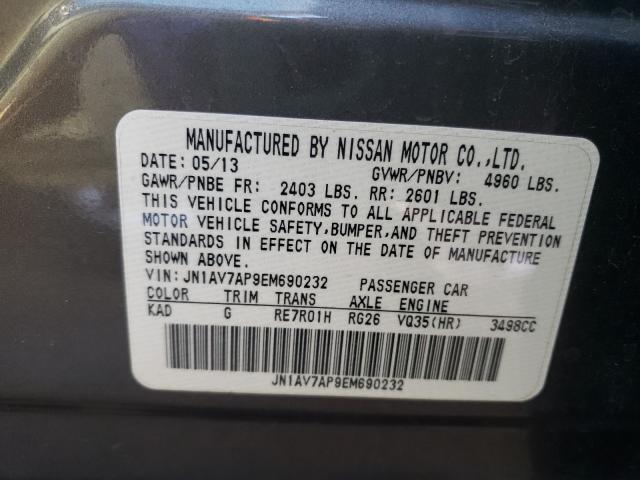 MANUFACTURED BY NISSAN MOTOR CO.,LTD.
DATE: 05/13 GVWR/PNBV: 4960 LBS.
GAWR/PNBE FR: 2403 LBS. RR: 2601 LBS.
THIS VEHICLE CONFORMS TO ALL APPLICABLE FEDERAL
MOTOR VEHICLE SAFETY,BUMPER,AND THEFT PREVENTION
STANDARDS IN EFFECT ON THE DATE OF MANUFACTURE
SHOWN ABOVE.
VIN: JN1AV7AP9EM690232 PASSENGER CAR
COLOR TRIM TRANS AXLE ENGINE
KAD G RE7R01H RG26 VQ35(HR) 3498CC
JN1AV7AP9EM690232